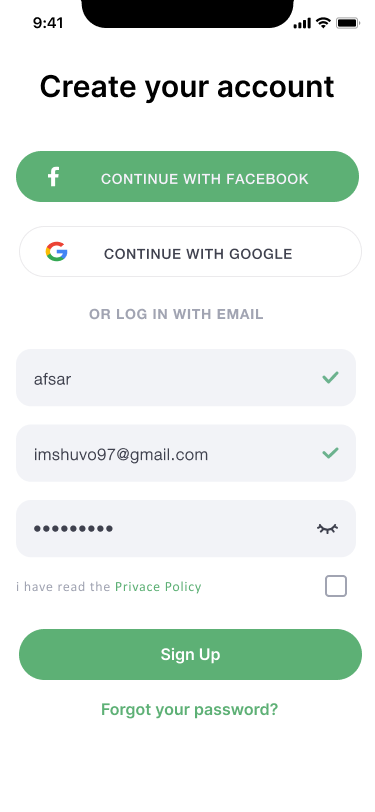 9:41
Create your account
CONTINUE WITH FACEBOOK
CONTINUE WITH GOOGLE
OR LOG IN WITH EMAIL
afsar
imshuvo97@gmail.com
•••••••••
i have read the Privace Policy
Sign Up
Forgot your password?